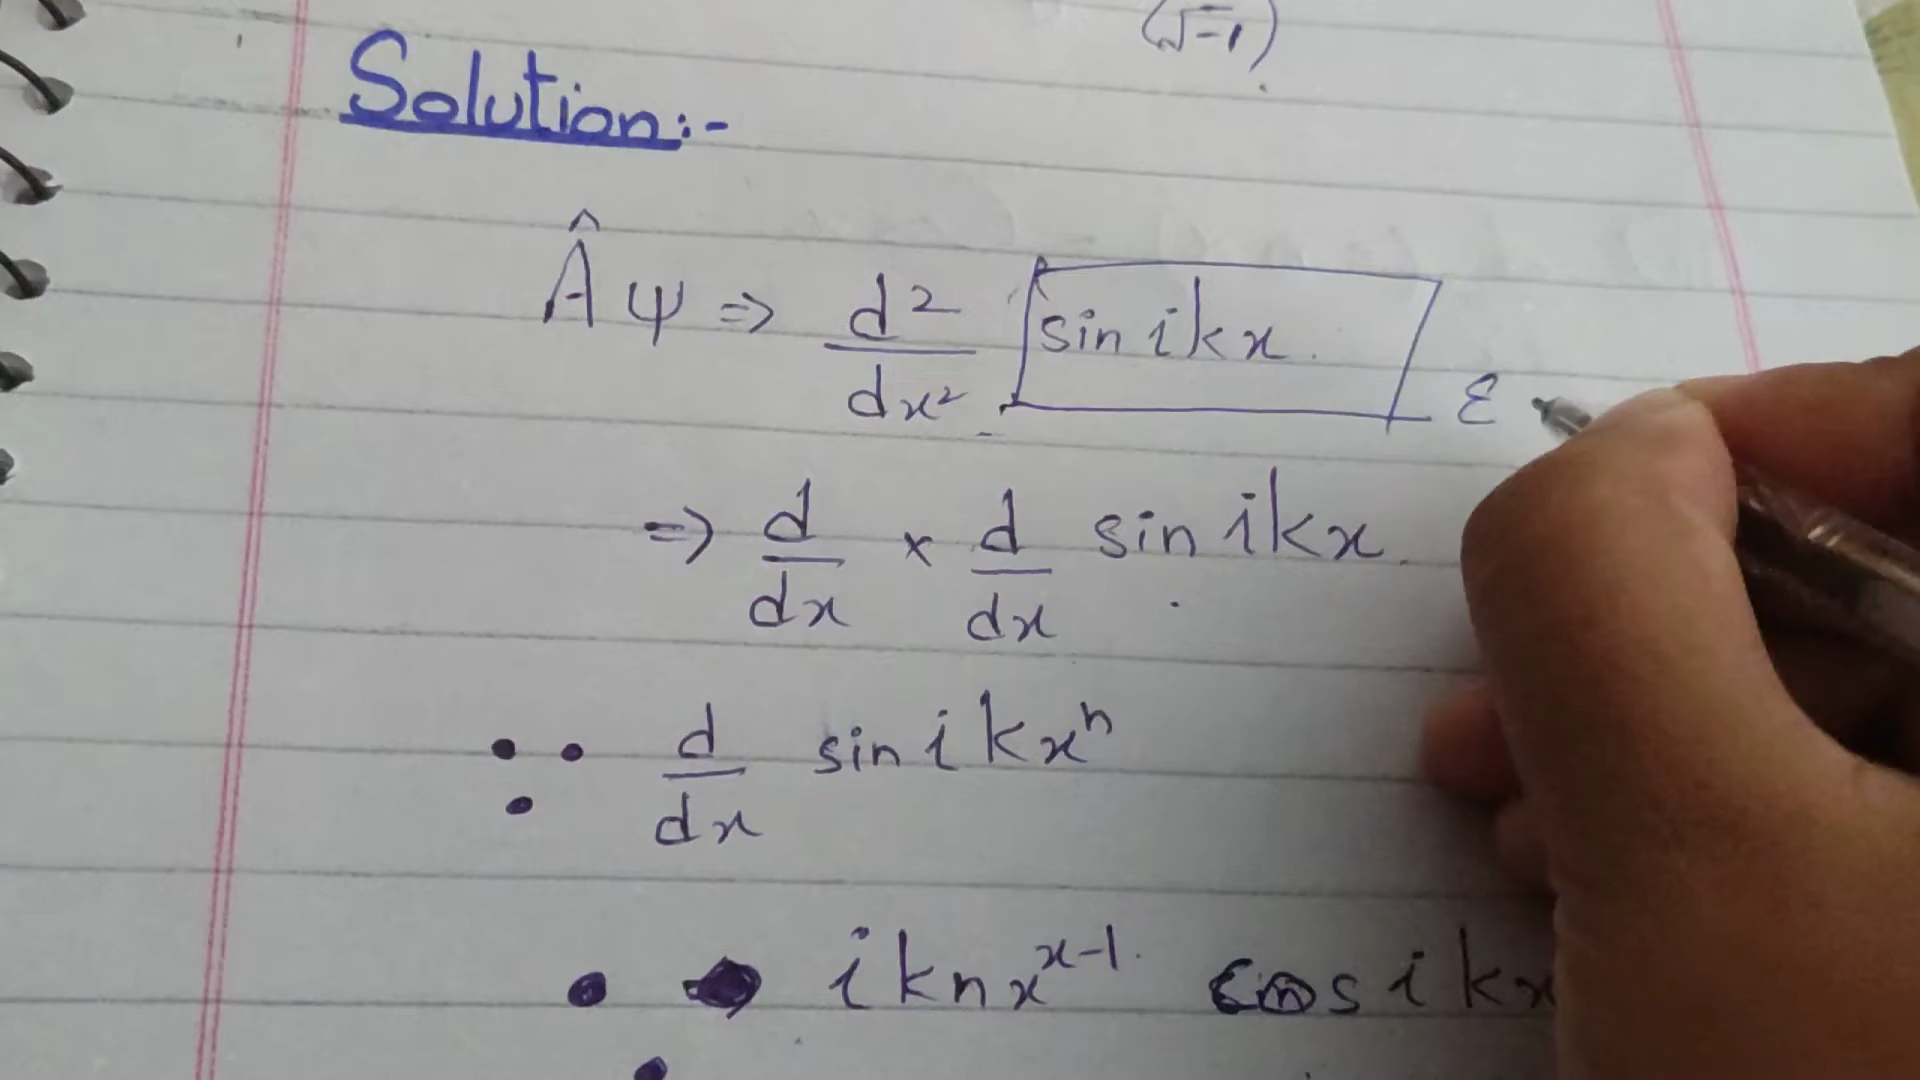 (√-1)
Solution:-
Âψ ⇒ d²/dx² sin ikx. ε
⇒ d/dx × d/dx sin ikx.
∵ d/dx sin ikxⁿ
iknx^(x-1). cos ikx